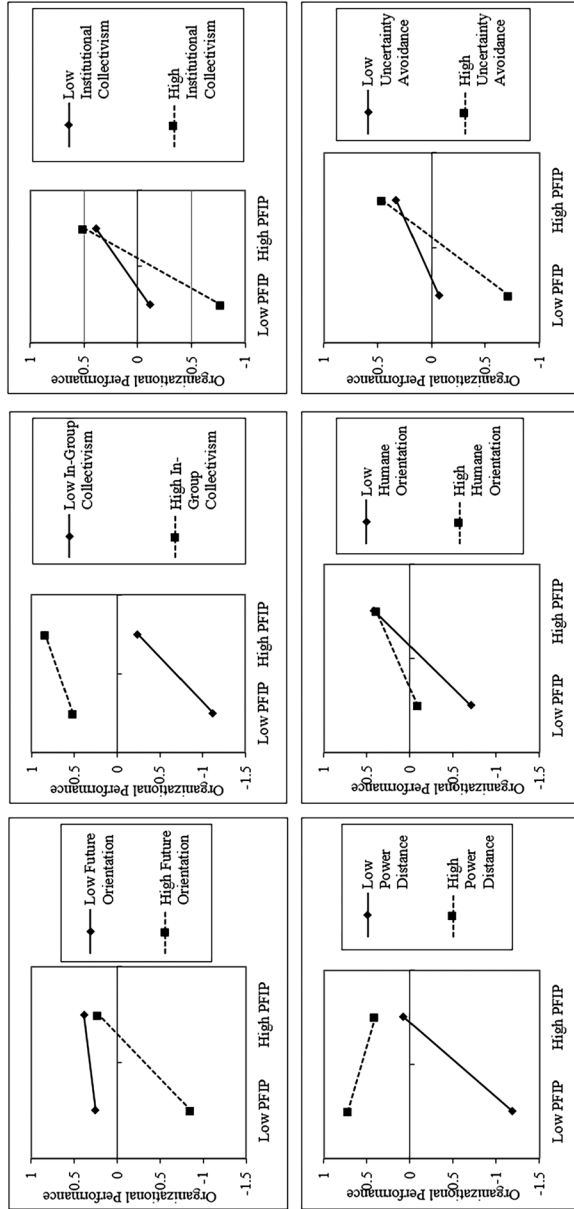 Organizational Performance
1
0.5
0
0.5
-1
-1.5
Low PFIP High PFIP
Low Future
Orientation
High Future
Orientation
Organizational Performance
1
0.5
0
0.5
-1
-1.5
Low PFIP High PFIP
Low In-Group
Collectivism
High In-
Group
Collectivism
Organizational Performance
1
0.5
0
0.5
-1
Low PFIP High PFIP
Low
Institutional
Collectivism
High
Institutional
Collectivism
Organizational Performance
1
0.5
0
0.5
-1
-1.5
Low PFIP High PFIP
Low
Power
Distance
High
Power
Distance
Organizational Performance
1
0.5
0
0.5
-1
-1.5
Low PFIP High PFIP
Low
Humane
Orientation
High
Humane
Orientation
Organizational Performance
1
0.5
0
0.5
-1
Low PFIP High PFIP
Low
Uncertainty
Avoidance
High
Uncertainty
Avoidance